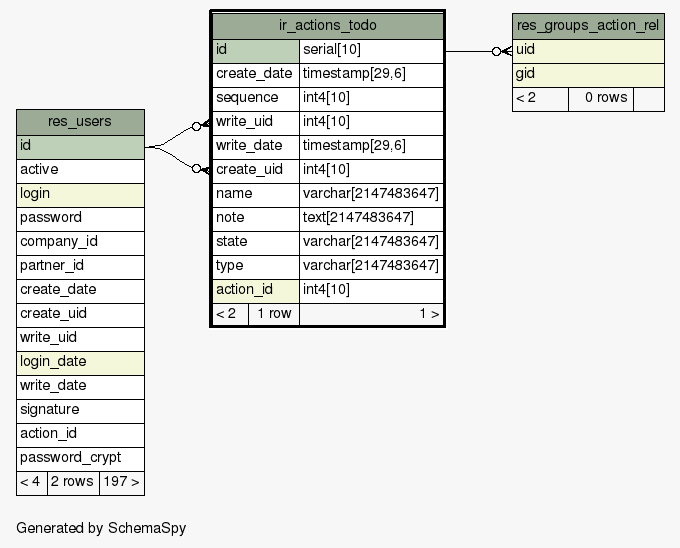 ir_actions_todo
id serial[10]
create_date timestamp[29,6]
sequence int4[10]
write_uid int4[10]
write_date timestamp[29,6]
create_uid int4[10]
name varchar[2147483647]
note text[2147483647]
state varchar[2147483647]
type varchar[2147483647]
action_id int4[10]
< 2 1 row 1 >
res_groups_action_rel
uid
gid
< 2 0 rows
res_users
id
active
login
password
company_id
partner_id
create_date
create_uid
write_uid
login_date
write_date
signature
action_id
password_crypt
< 4 2 rows 197 >
Generated by SchemaSpy